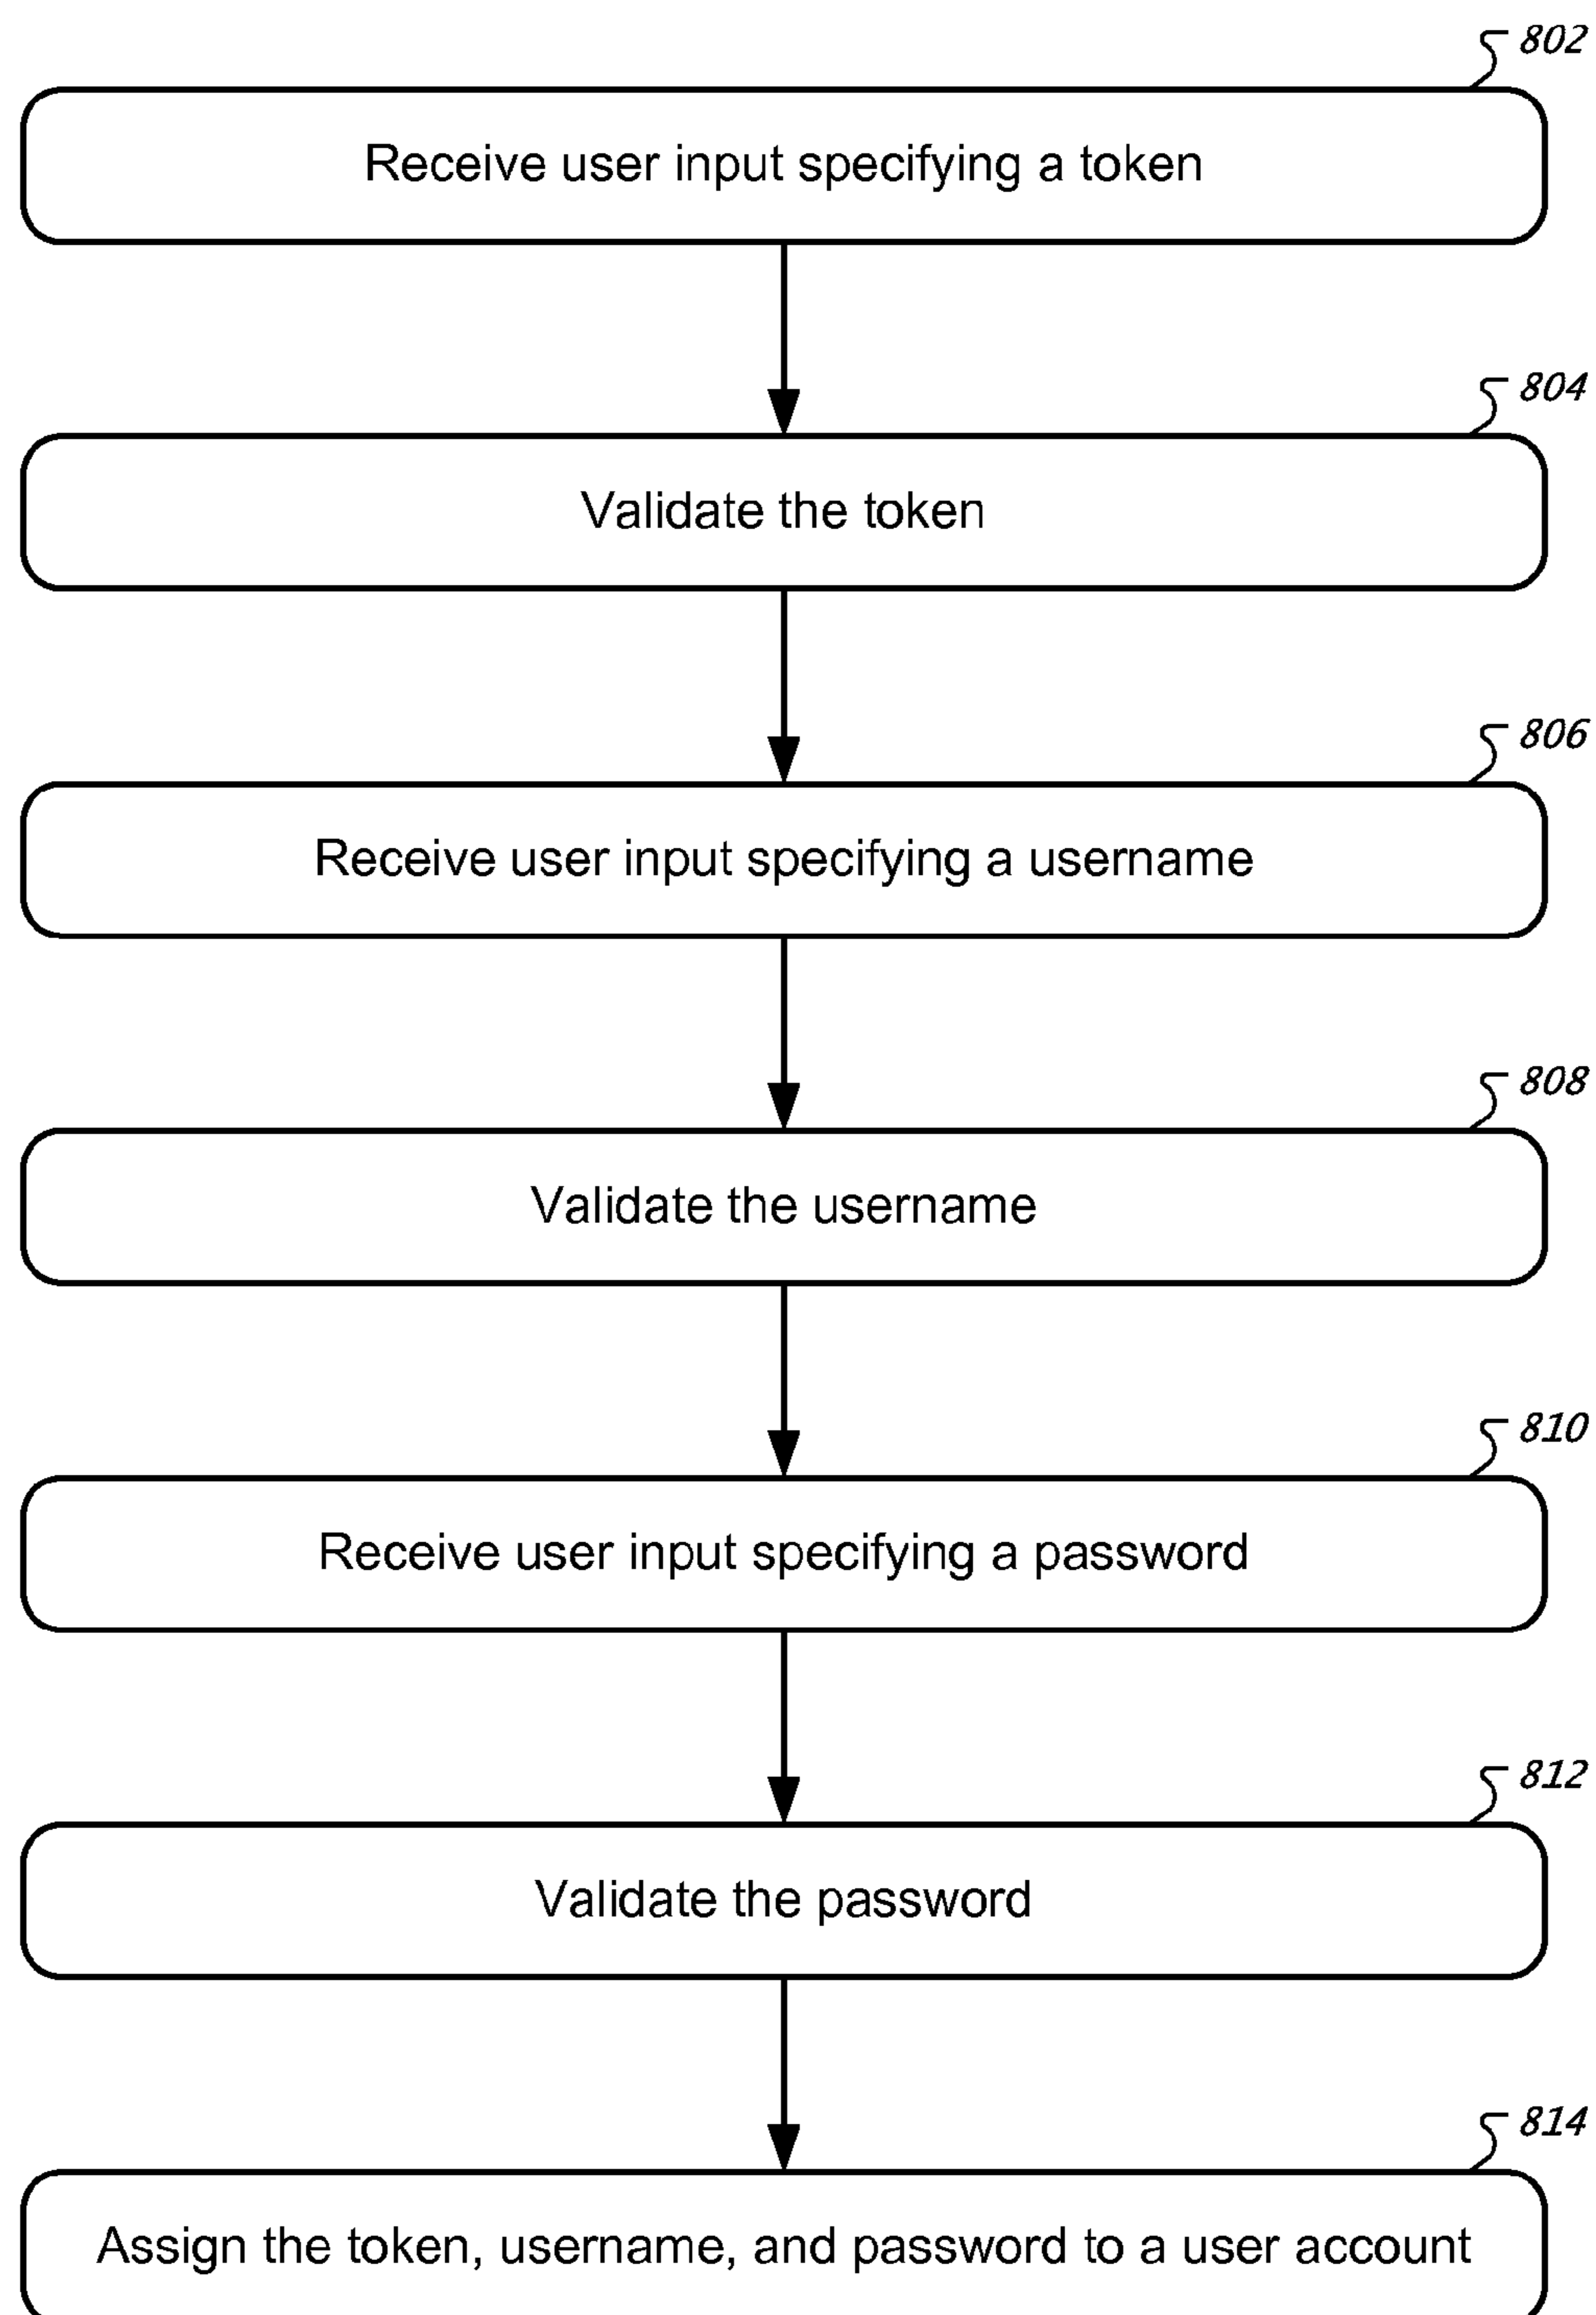 802
Receive user input specifying a token
804
Validate the token
806
Receive user input specifying a username
808
Validate the username
810
Receive user input specifying a password
812
Validate the password
814
Assign the token, username, and password to a user account